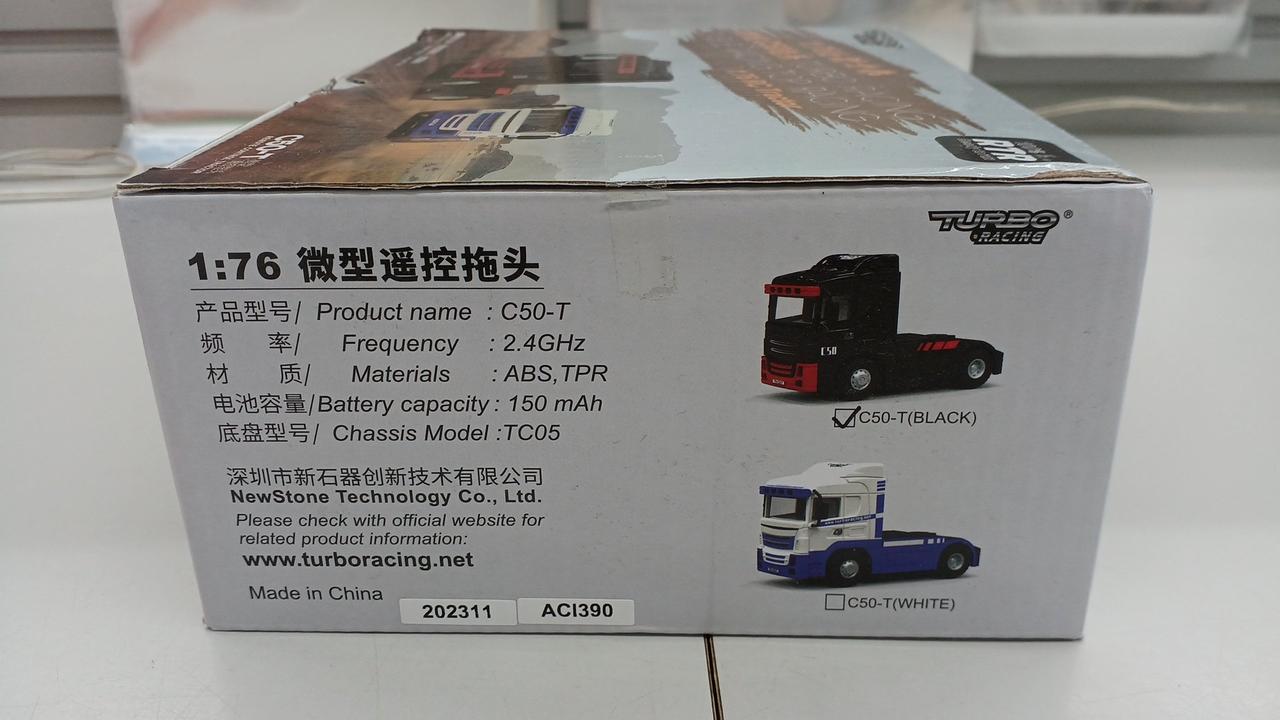 C50-T
RTR
TURBO®
RACING
1:76 微型遥控拖头
产品型号/ Product name : C50-T
频 率/ Frequency : 2.4GHz
材 质/ Materials : ABS,TPR
电池容量/Battery capacity : 150 mAh
底盘型号/ Chassis Model :TC05
深圳市新石器创新技术有限公司
NewStone Technology Co., Ltd.
Please check with official website for
related product information:
www.turboracing.net
Made in China
202311
ACI390
C50
C50-T(BLACK)
C50-T(WHITE)